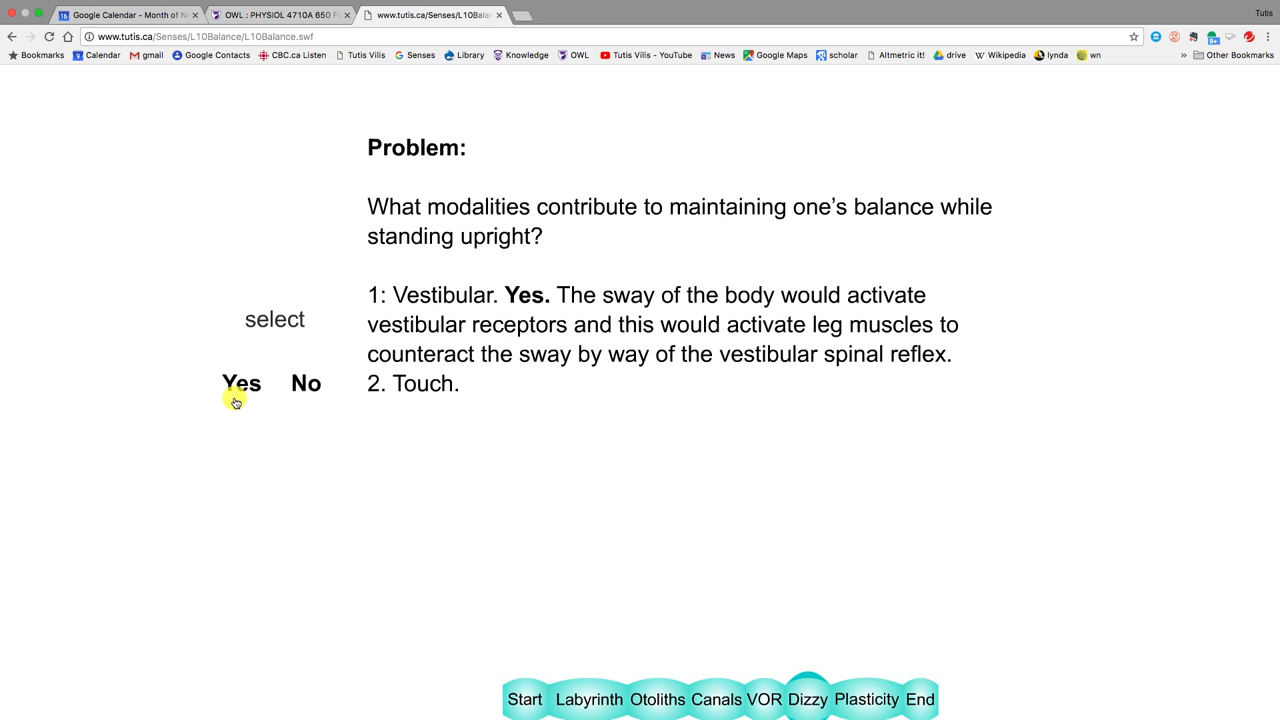 Google Calendar - Month of N
OWL : PHYSIOL 4710A 650 F
www.tutis.ca/Senses/L10Bala
Tutis
www.tutis.ca/Senses/L10Balance/L10Balance.swf
Bookmarks Calendar gmail Google Contacts CBC.ca Listen Tutis Vilis Senses Library Knowledge OWL Tutis Vilis - YouTube News Google Maps scholar Altmetric it! drive Wikipedia lynda wn » Other Bookmarks
Problem:
What modalities contribute to maintaining one’s balance while
standing upright?
1: Vestibular. Yes. The sway of the body would activate
vestibular receptors and this would activate leg muscles to
counteract the sway by way of the vestibular spinal reflex.
select
Yes No 2. Touch.
Start Labyrinth Otoliths Canals VOR Dizzy Plasticity End